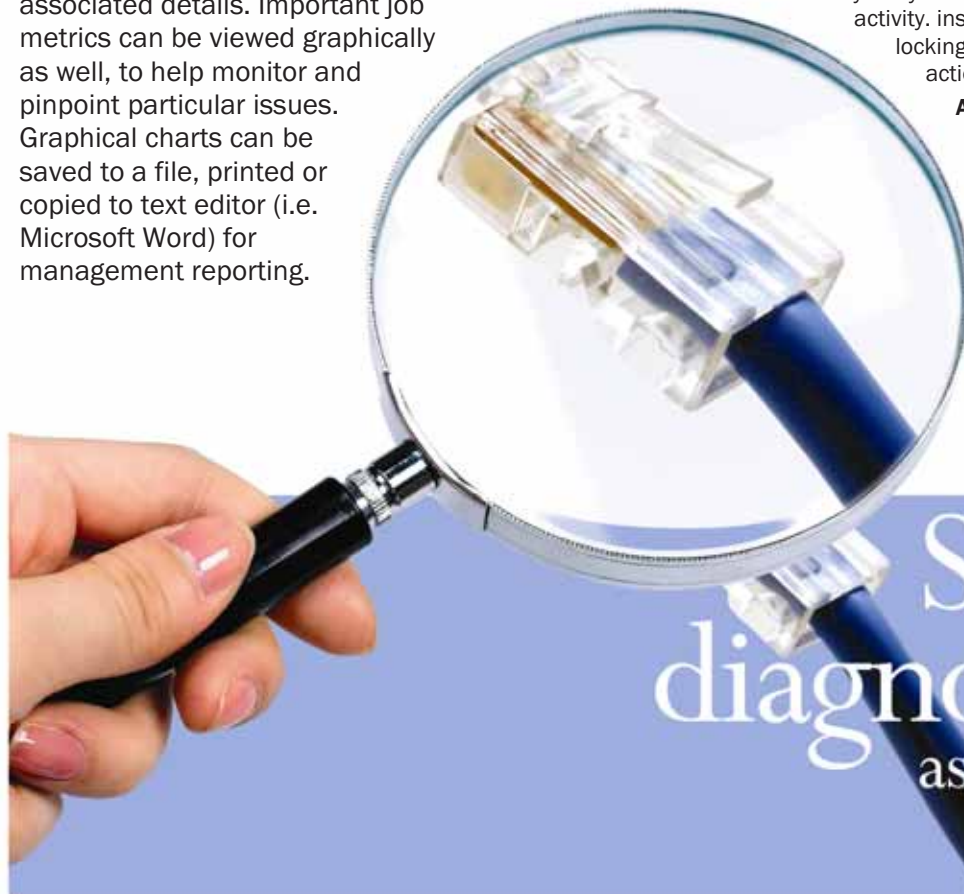 associated details. Important job
metrics can be viewed graphically
as well, to help monitor and
pinpoint particular issues.
Graphical charts can be
saved to a file, printed or
copied to text editor (i.e.
Microsoft Word) for
management reporting.
activity. ins
locking
actio
A
S
diagno
as